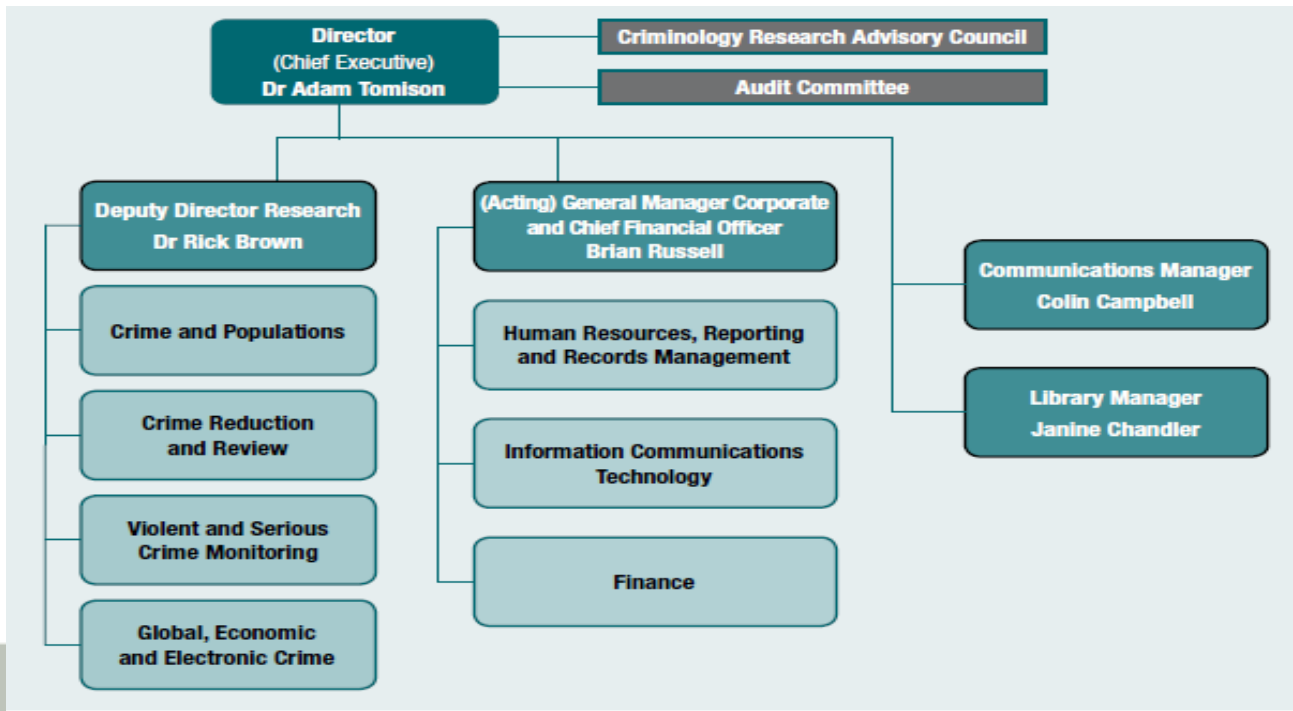 Director
(Chief Executive)
Dr Adam Tomison
Criminology Research Advisory Council
Audit Committee
Deputy Director Research
Dr Rick Brown
Crime and Populations
Crime Reduction
and Review
Violent and Serious
Crime Monitoring
Global, Economic
and Electronic Crime
(Acting) General Manager Corporate
and Chief Financial Officer
Brian Russell
Human Resources, Reporting
and Records Management
Information Communications
Technology
Finance
Communications Manager
Colin Campbell
Library Manager
Janine Chandler